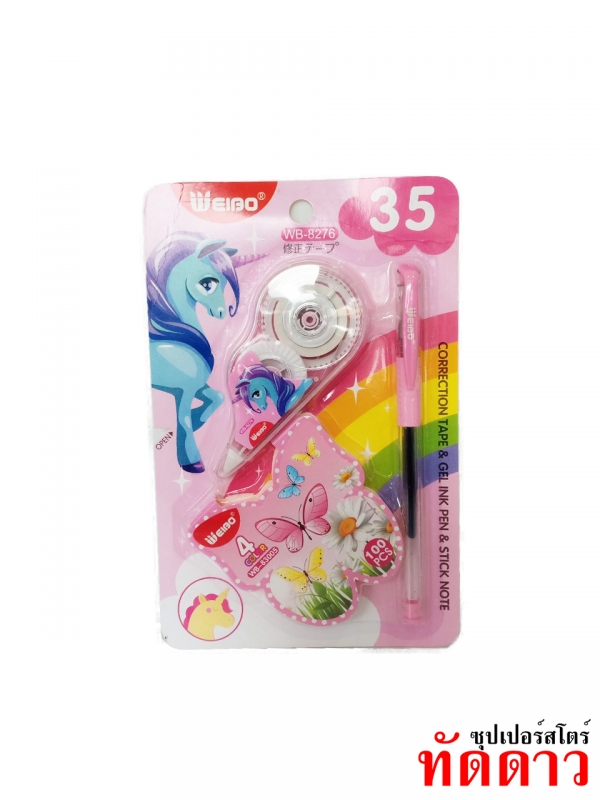 WEIBO®
35
WB-8276
修正テープ
WEIBO
OPEN
WEIBO
CORRECTION TAPE & GEL INK PEN & STICK NOTE
WEIBO
4
COLOR
WB-83005
100
PCS
ซุปเปอร์สโตร์
ทัดดาว